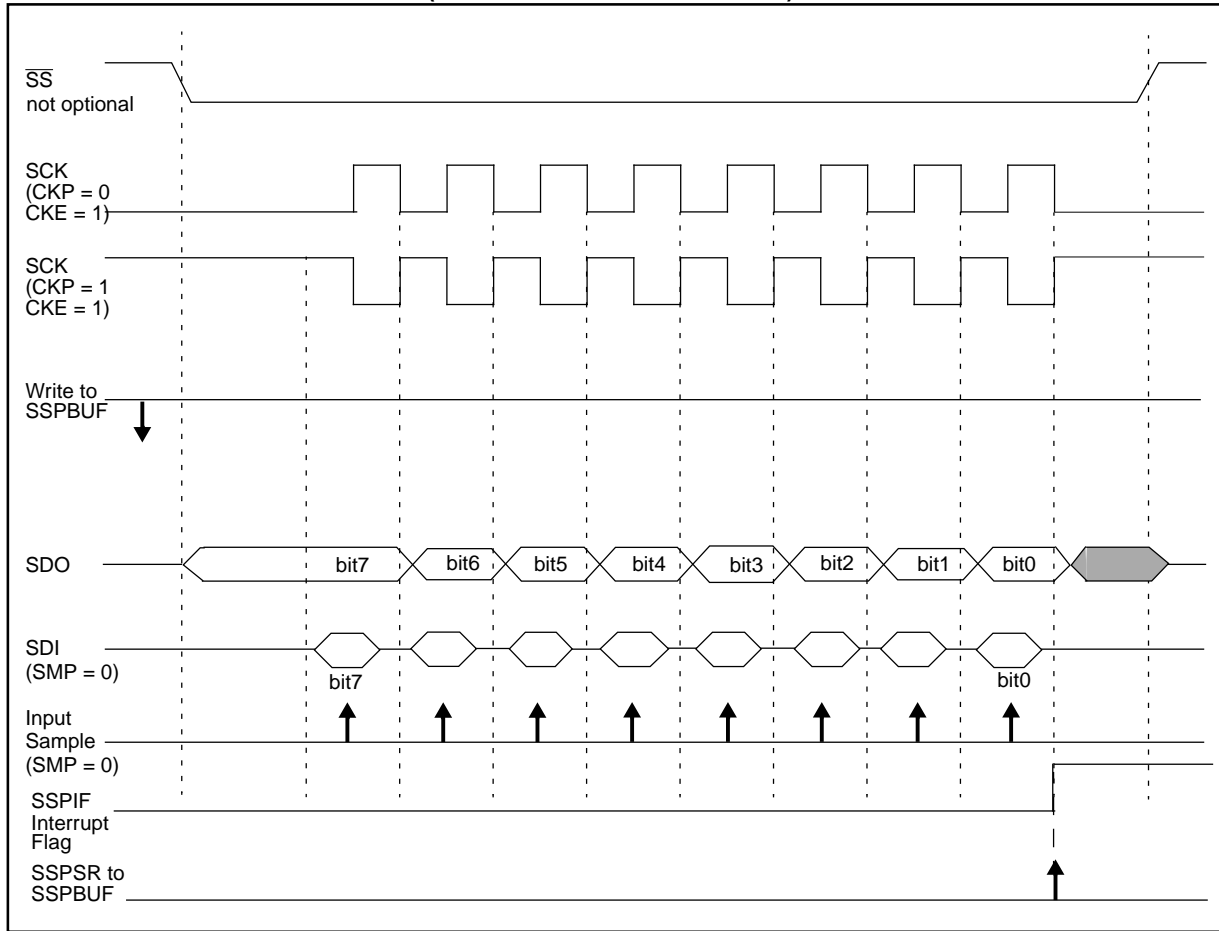 SS
not optional
SCK
(CKP = 0
CKE = 1)
SCK
(CKP = 1
CKE = 1)
Write to
SSPBUF
SDO
bit7 bit6 bit5 bit4 bit3 bit2 bit1 bit0
SDI
(SMP = 0)
bit7 bit0
Input
Sample
(SMP = 0)
SSPIF
Interrupt
Flag
SSPSR to
SSPBUF